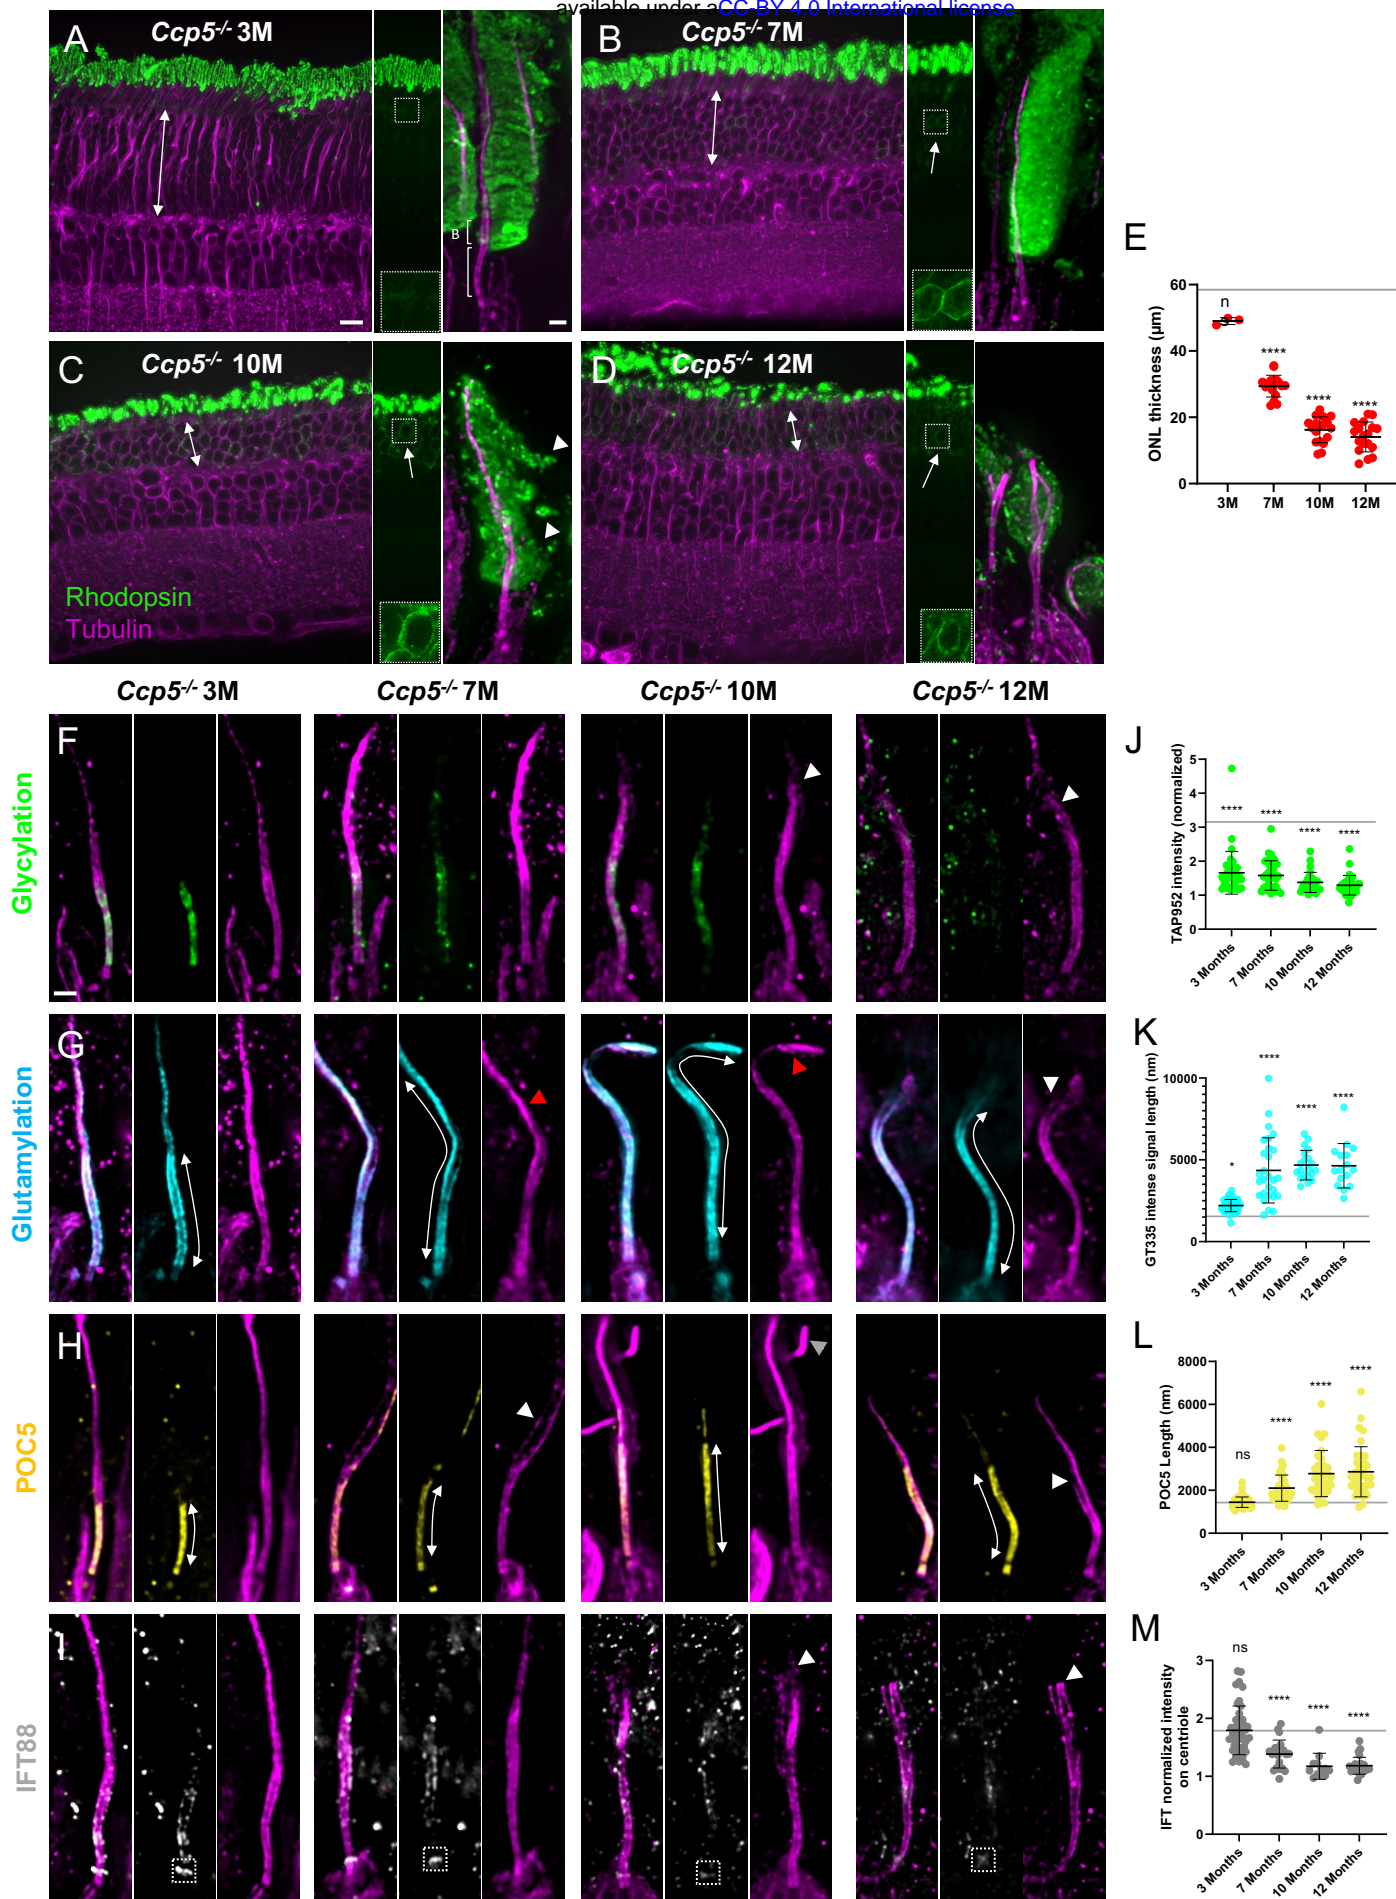 available under aCC-BY 4.0 International license
A
Ccp5-/- 3M
B
B
Ccp5-/- 7M
C
Ccp5-/- 10M
Rhodopsin
Tubulin
D
Ccp5-/- 12M
E
ONL thickness (µm)
60
40
20
0
n
s
****
****
****
3M 7M 10M 12M
Ccp5-/- 3M Ccp5-/- 7M Ccp5-/- 10M Ccp5-/- 12M
Glycylation
F
J
TAP952 intensity (normalized)
5
4
3
2
1
0
**** **** **** ****
3 Months 7 Months 10 Months 12 Months
Glutamylation
G
K
GT335 intense signal length (nm)
10000
5000
0
* **** **** ****
3 Months 7 Months 10 Months 12 Months
POC5
H
L
POC5 Length (nm)
8000
6000
4000
2000
0
ns **** **** ****
3 Months 7 Months 10 Months 12 Months
IFT88
I
M
IFT normalized intensity
on centriole
3
2
1
0
ns **** **** ****
3 Months 7 Months 10 Months 12 Months